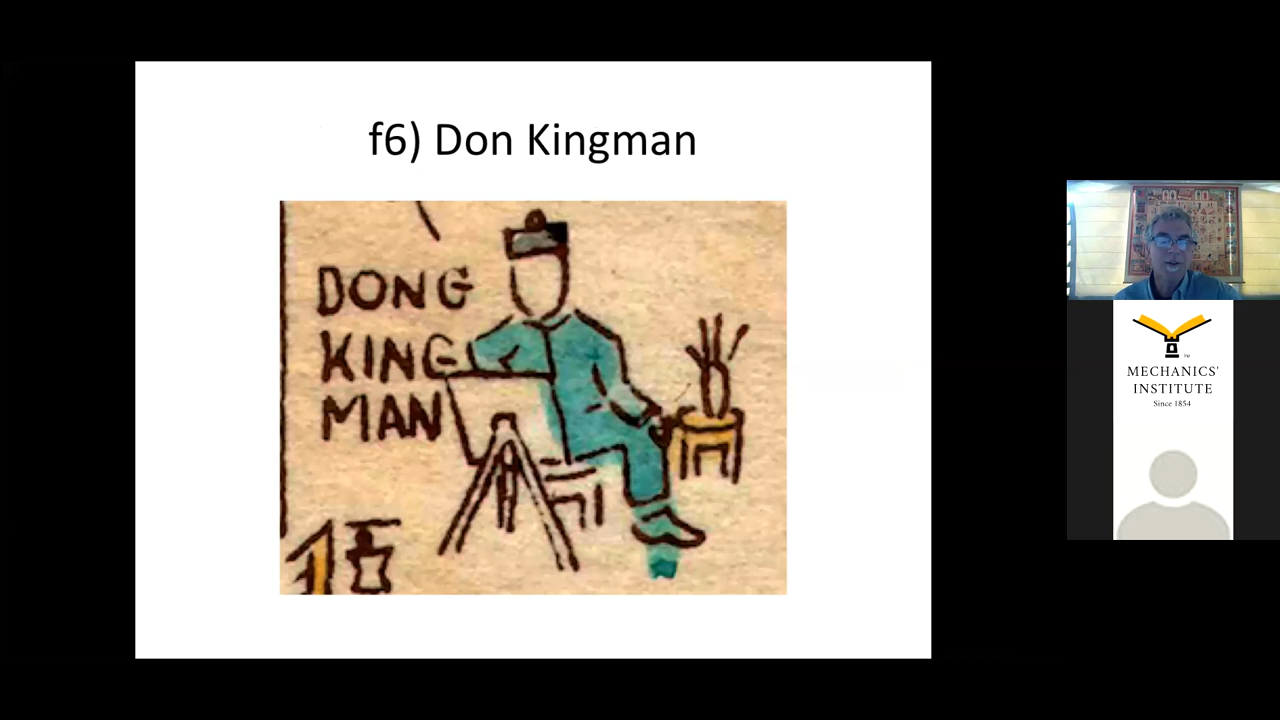 f6) Don Kingman
DONG
KING
MAN
MECHANICS'
INSTITUTE
Since 1854